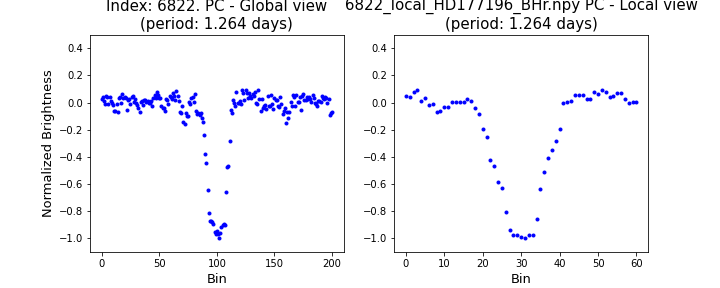 Index: 6822. PC - Global view
(period: 1.264 days)
6822_local_HD177196_BHr.npy PC - Local view
(period: 1.264 days)
Normalized Brightness
0.4
0.2
0.0
−0.2
−0.4
−0.6
−0.8
−1.0
0 50 100 150 200
Bin
0.4
0.2
0.0
−0.2
−0.4
−0.6
−0.8
−1.0
0 10 20 30 40 50 60
Bin